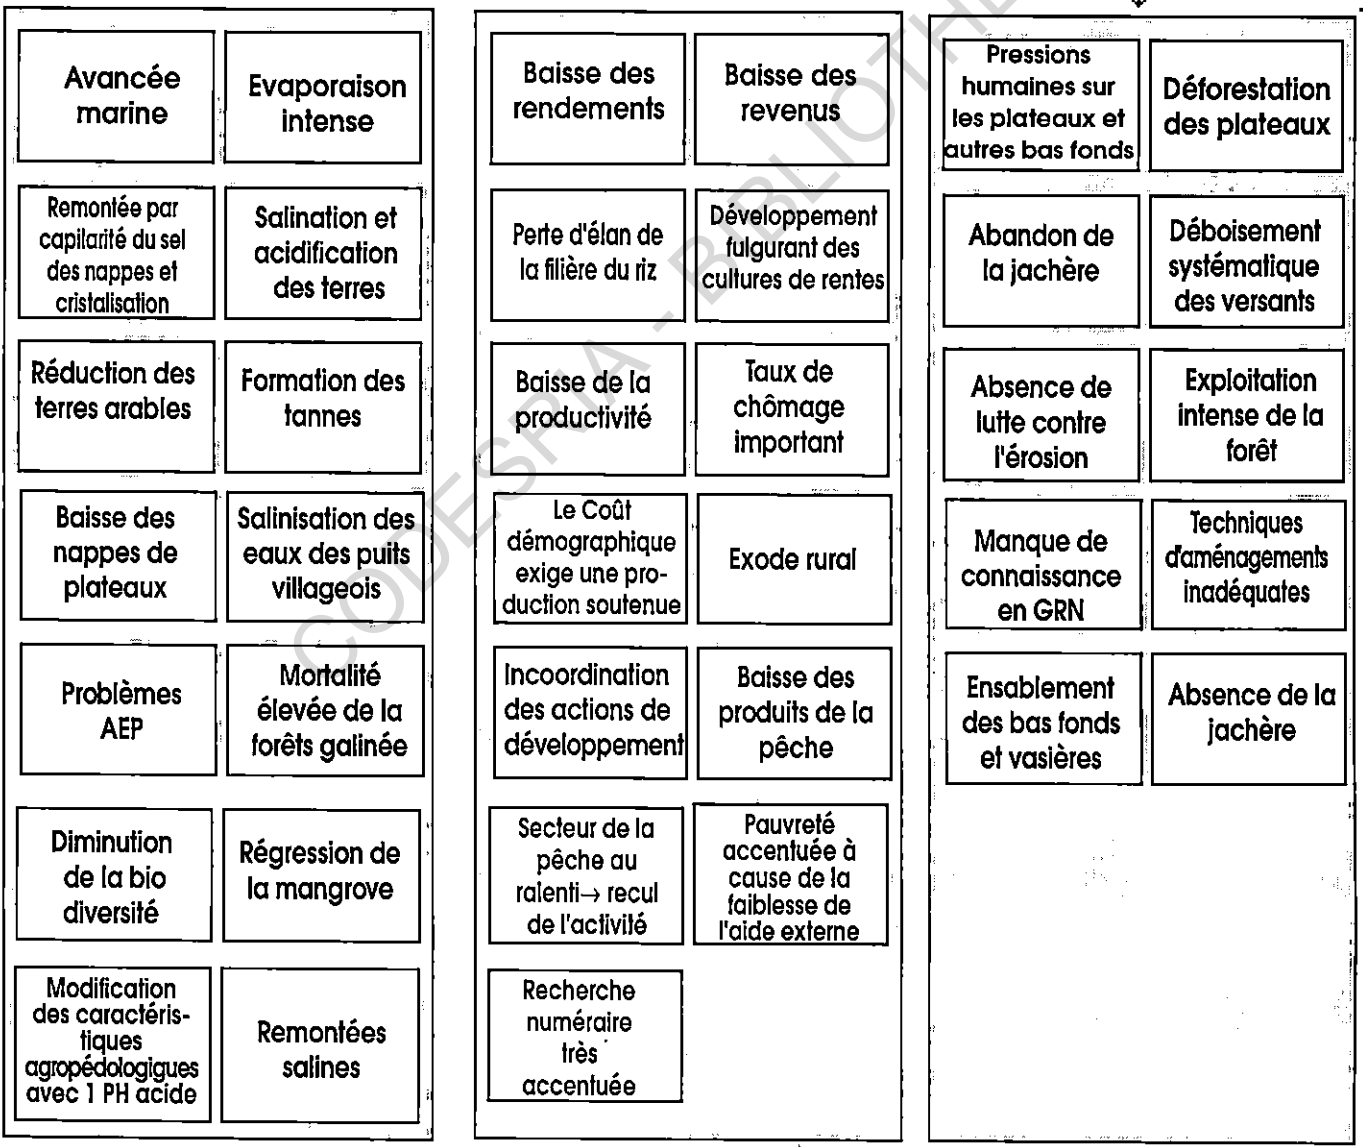 Avancée
marine
Evaporaison
intense
Remontée par
capilarité du sel
des nappes et
cristalisation
Salination et
acidification
des terres
Réduction des
terres arables
Formation des
tannes
Baisse des
nappes de
plateaux
Salinisation des
eaux des puits
villageois
Problèmes
AEP
Mortalité
élevée de la
forêts galinée
Diminution
de la bio
diversité
Régression de
la mangrove
Modification
des caractéris-
tiques
agropédologigues
avec 1 PH acide
Remontées
salines
Baisse des
rendements
Baisse des
revenus
Perte d'élan de
la filière du riz
Développement
fulgurant des
cultures de rentes
Baisse de la
productivité
Taux de
chômage
important
Le Coût
démographique
exige une pro-
duction soutenue
Exode rural
Incoordination
des actions de
développement
Baisse des
produits de la
pêche
Secteur de la
pêche au
ralenti→ recul
de l'activité
Pauvreté
accentuée à
cause de la
faiblesse de
l'aide externe
Recherche
numéraire
très
accentuée
Pressions
humaines sur
les plateaux et
autres bas fonds
Déforestation
des plateaux
Abandon de
la jachère
Déboisement
systématique
des versants
Absence de
lutte contre
l'érosion
Exploitation
intense de la
forêt
Manque de
connaissance
en GRN
Techniques
d'aménagements
inadéquates
Ensablement
des bas fonds
et vasières
Absence de la
jachère
CODESRIA - BIBLIOTHE